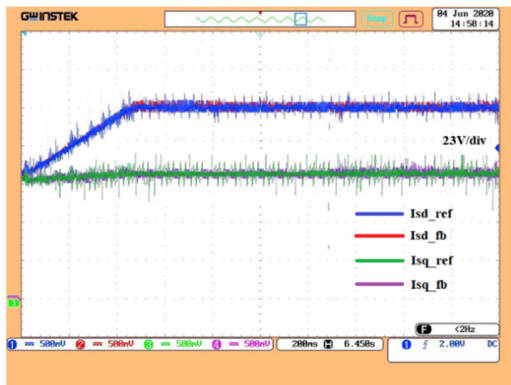 GWINSTEK
Stop
04 Jun 2020
14:58:14
23V/div
Isd_ref
Isd_fb
Isq_ref
Isq_fb
F <2Hz
1 500mV 2 500mV 3 500mV 4 500mV 200ms H 6.450s 1 2.00V DC